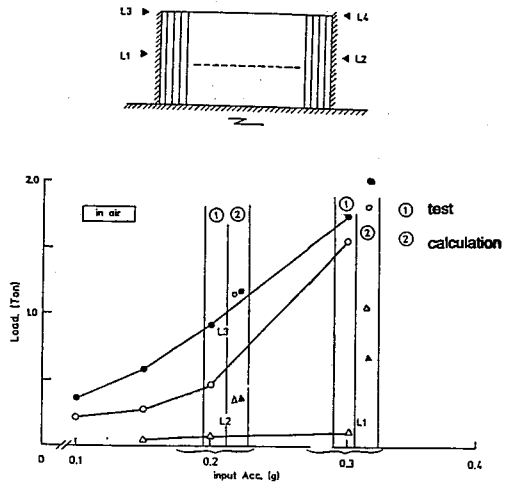 L3
L4
L1
L2
2.0
in air
① ②
①
① test
②
② calculation
Load, (Ton)
1.0
L3
L2
L1
0
0.1
0.2
0.3
0.4
input Acc. (g)